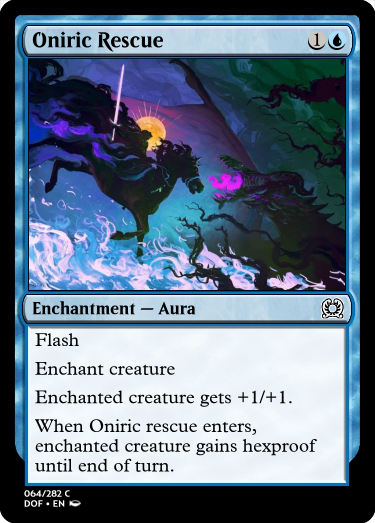 Oniric Rescue 1
Enchantment — Aura
Flash
Enchant creature
Enchanted creature gets +1/+1.
When Oniric rescue enters,
enchanted creature gains hexproof
until end of turn.
064/282 C
DOF • EN